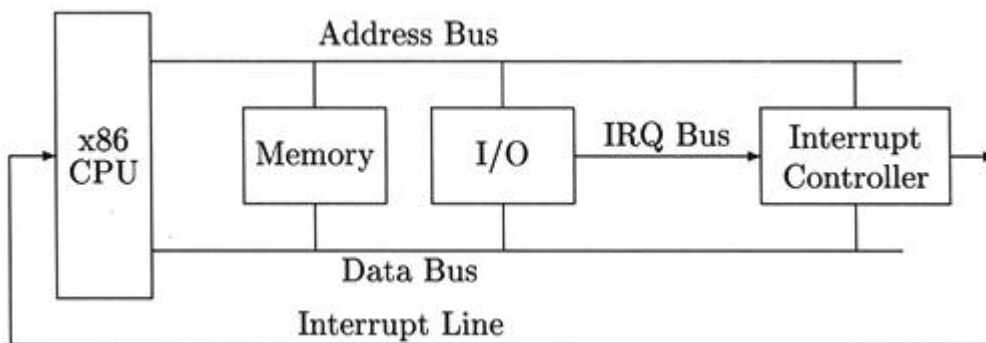 Address Bus
x86
CPU
Memory
I/O
IRQ Bus
Interrupt
Controller
Data Bus
Interrupt Line